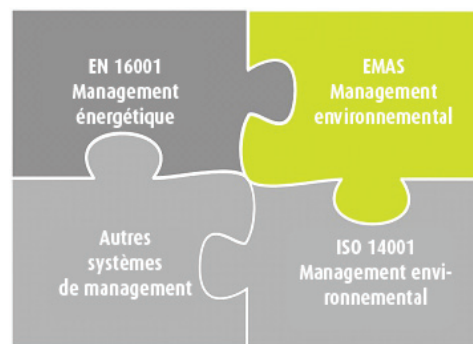 EN 16001
Management
énergétique
EMAS
Management
environnemental
Autres
systèmes
de management
ISO 14001
Management envi-
ronnemental